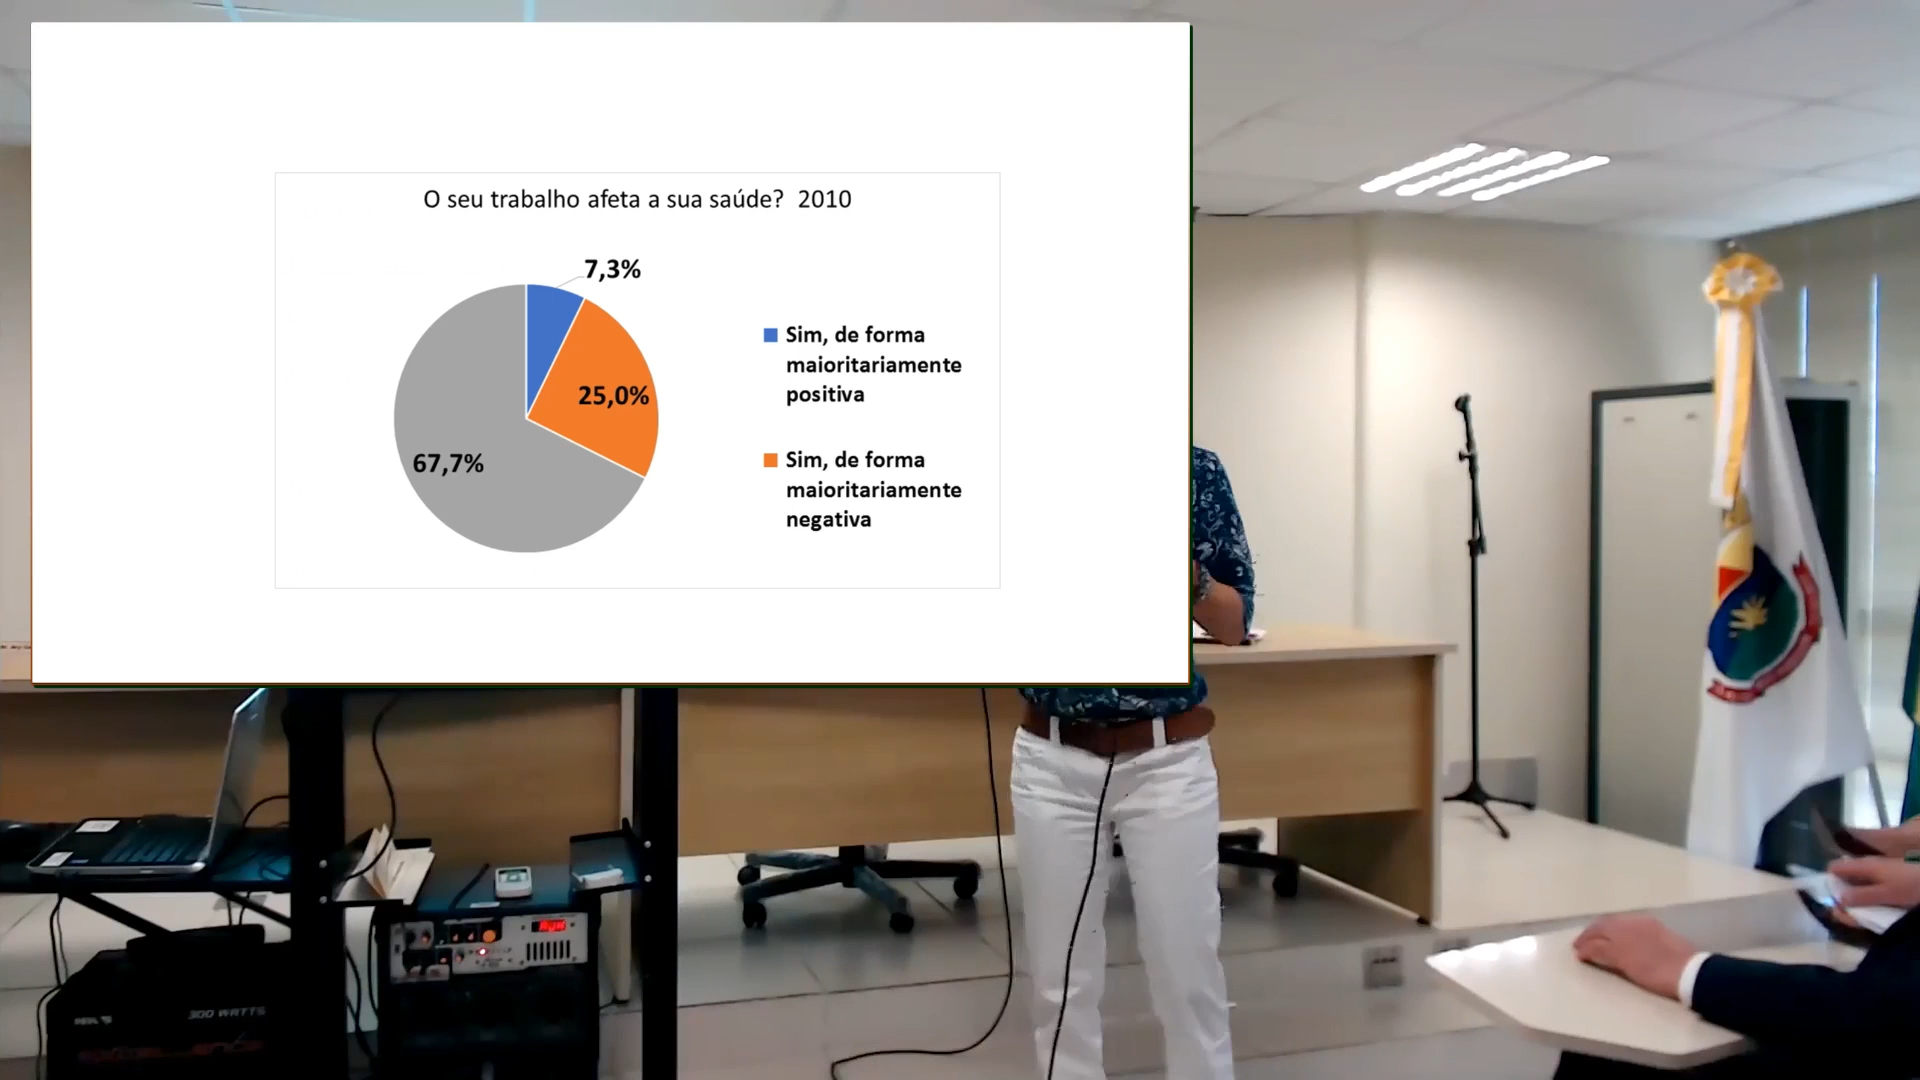 O seu trabalho afeta a sua saúde?  2010
7,3%
25,0%
67,7%
Sim, de forma
maioritariamente
positiva
Sim, de forma
maioritariamente
negativa
300 WATTS